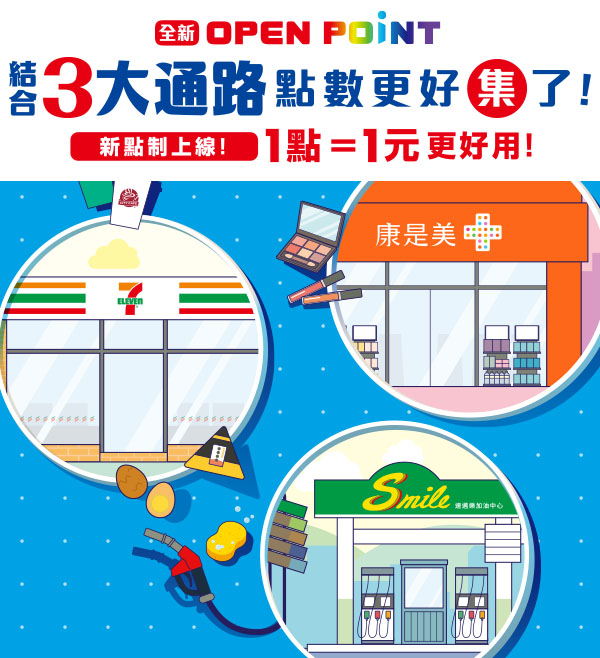 全新 OPEN POiNT
結合3大通路點數更好集了!
新點制上線! 1點=1元更好用!
康是美
7
ELEVEN
Smile 速邁樂加油中心